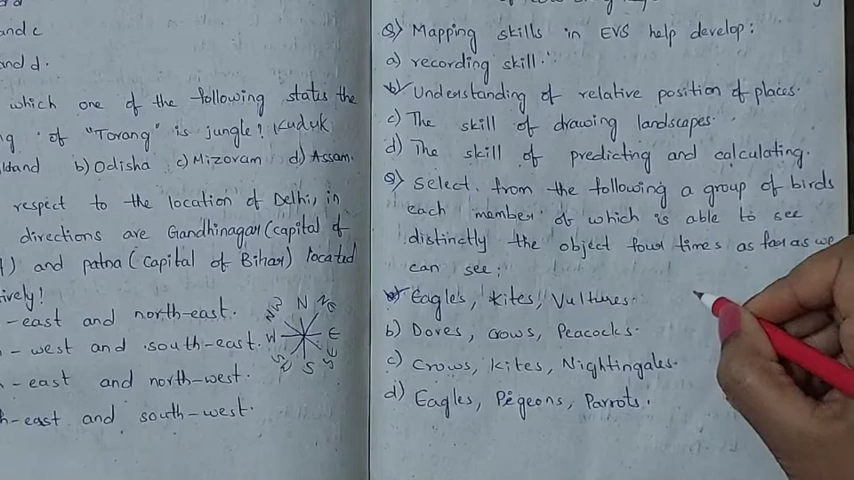 and c
and d.
which one of the following states the
of "Torang" is jungle? Kuduk
b) Odisha c) Mizoram d) Assam.
respect to the location of Delhi, in
directions are Gandhinagar (capital of
and patna (capital of Bihar) located
- east and north-east.
- west and south-east.
- east and north-west.
-east and south-west.
N NE E SE S SW W NW
Q) Mapping skills in EVS help develop:
a) recording skill.
b) Understanding of relative position of places.
c) The skill of drawing landscapes.
d) The skill of predicting and calculating.
Q) Select from the following a group of birds
each member of which is able to see
distinctly the object four times as far as we
can see:
a) Eagles, Kites, Vultures.
b) Doves, crows, Peacocks.
c) Crows, Kites, Nightingales.
d) Eagles, Pigeons, Parrots.